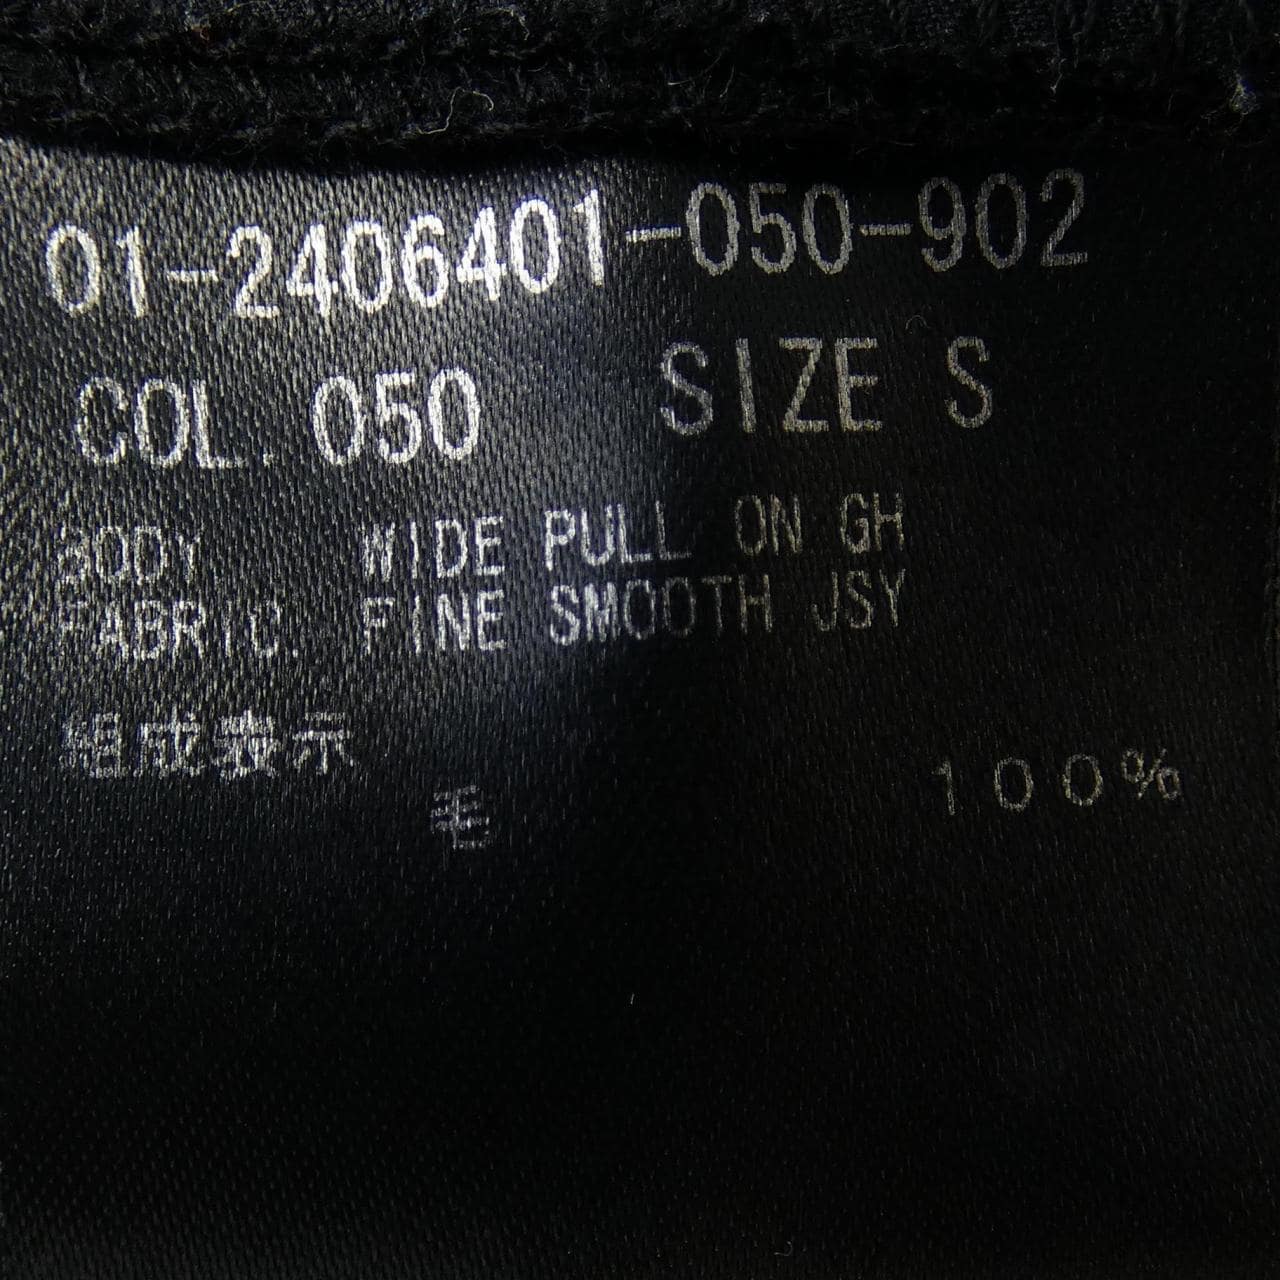 01-2406401-050-902
COL. 050 SIZE S
BODY. WIDE PULL ON GH
FABRIC. FINE SMOOTH JSY
組成表示
毛 100%